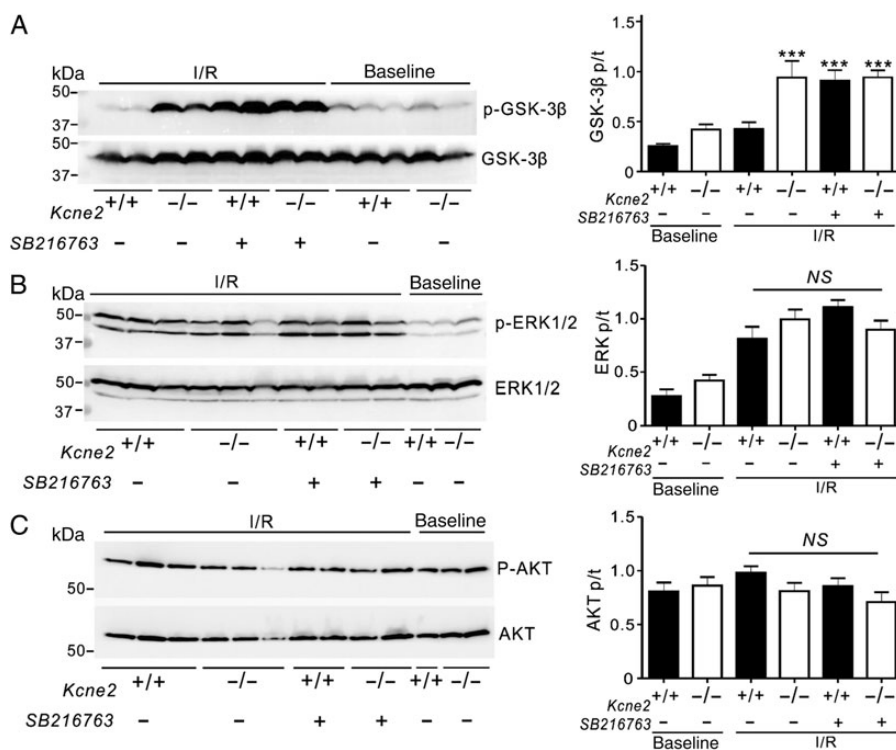 A
kDa
I/R
Baseline
50-
37-
p-GSK-3β
50-
37-
GSK-3β
Kcne2
+/+ −/− +/+ −/− +/+ −/−
SB216763
− − + + − −
GSK-3β p/t
1.5
1.0
0.5
0
*** *** ***
+/+ −/− +/+ −/− +/+ −/−
Kcne2
SB216763 − − − − + +
Baseline I/R
B
kDa
I/R
Baseline
50-
37-
p-ERK1/2
50-
37-
ERK1/2
Kcne2
+/+ −/− +/+ −/− +/+ −/−
SB216763
− − + + − −
ERK p/t
1.5
1.0
0.5
0
NS
+/+ −/− +/+ −/− +/+ −/−
Kcne2
SB216763 − − − − + +
Baseline I/R
C
kDa
I/R
Baseline
50-
P-AKT
50-
AKT
Kcne2
+/+ −/− +/+ −/− +/+ −/−
SB216763
− − + + − −
AKT p/t
1.5
1.0
0.5
0
NS
Kcne2 +/+ −/− +/+ −/− +/+ −/−
SB216763 − − − − + +
Baseline I/R